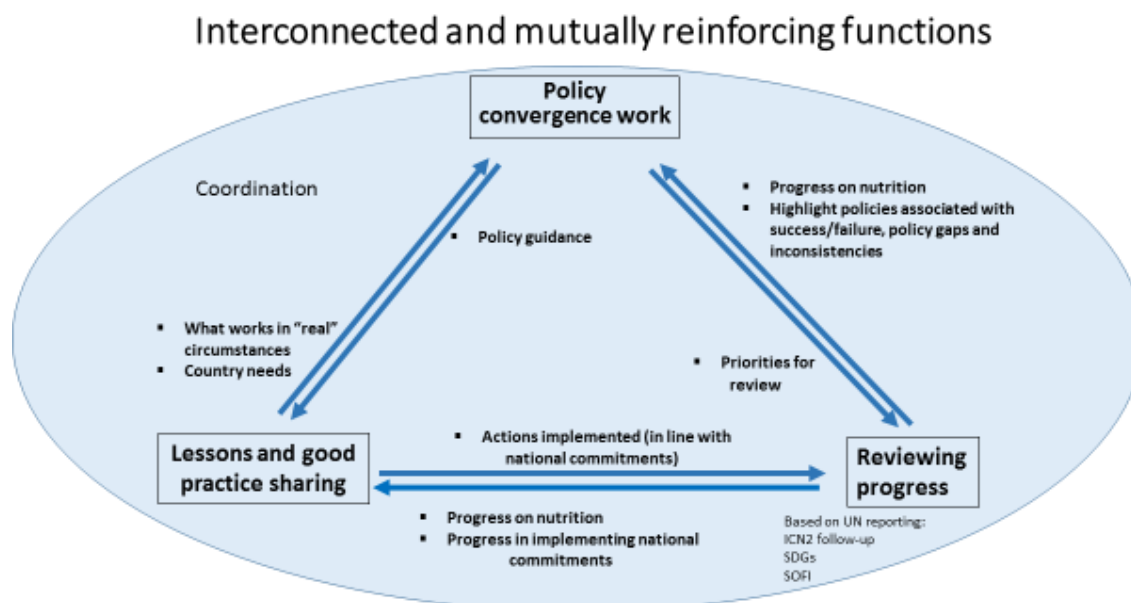 Interconnected and mutually reinforcing functions
Policy
convergence work
Coordination
▪ Progress on nutrition
▪ Highlight policies associated with
success/failure, policy gaps and
inconsistencies
▪ Policy guidance
▪ What works in “real”
circumstances
▪ Country needs
▪ Priorities for
review
Lessons and good
practice sharing
▪ Actions implemented (in line with
national commitments)
Reviewing
progress
▪ Progress on nutrition
▪ Progress in implementing national
commitments
Based on UN reporting:
ICN2 follow-up
SDGs
SOFI